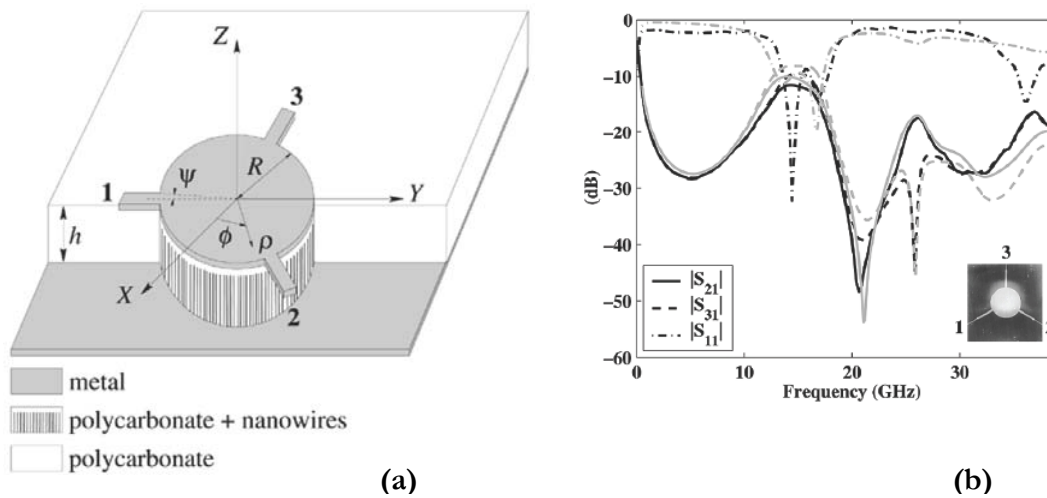 Z
3
R
ψ
1
Y
h
ϕ
ρ
X
2
metal
polycarbonate + nanowires
polycarbonate
(a)
0
−10
−20
−30
−40
−50
−60
(dB)
|S21|
|S31|
|S11|
3
1
0
10
20
30
Frequency (GHz)
(b)